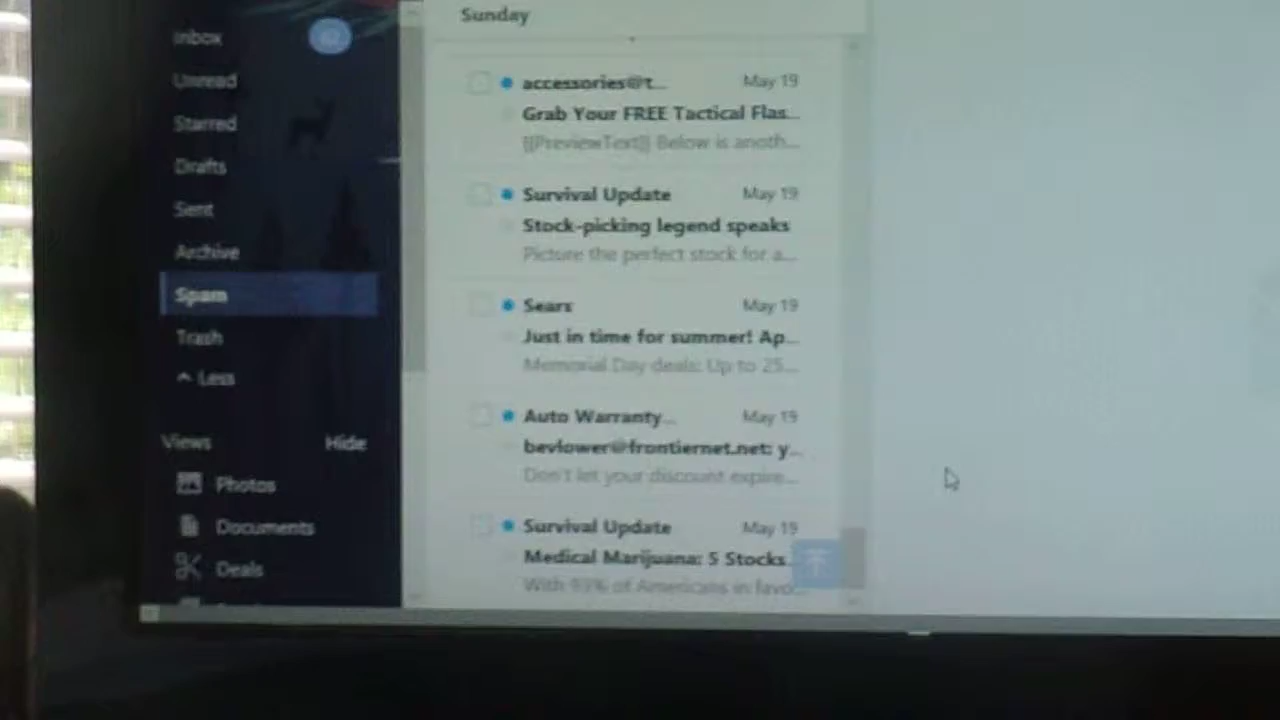 Inbox
Unread
Starred
Drafts
Sent
Archive
Spam
Trash
Less
Views Hide
Photos
Documents
Deals
Sunday
accessories@t... May 19
Grab Your FREE Tactical Flas...
{{PreviewText}} Below is anoth...
Survival Update May 19
Stock-picking legend speaks
Picture the perfect stock for a...
Sears May 19
Just in time for summer! Ap...
Memorial Day deals: Up to 25...
Auto Warranty... May 19
bevlower@frontiernet.net: y...
Don't let your discount expire...
Survival Update May 19
Medical Marijuana: 5 Stocks
With 93% of Americans in favo...